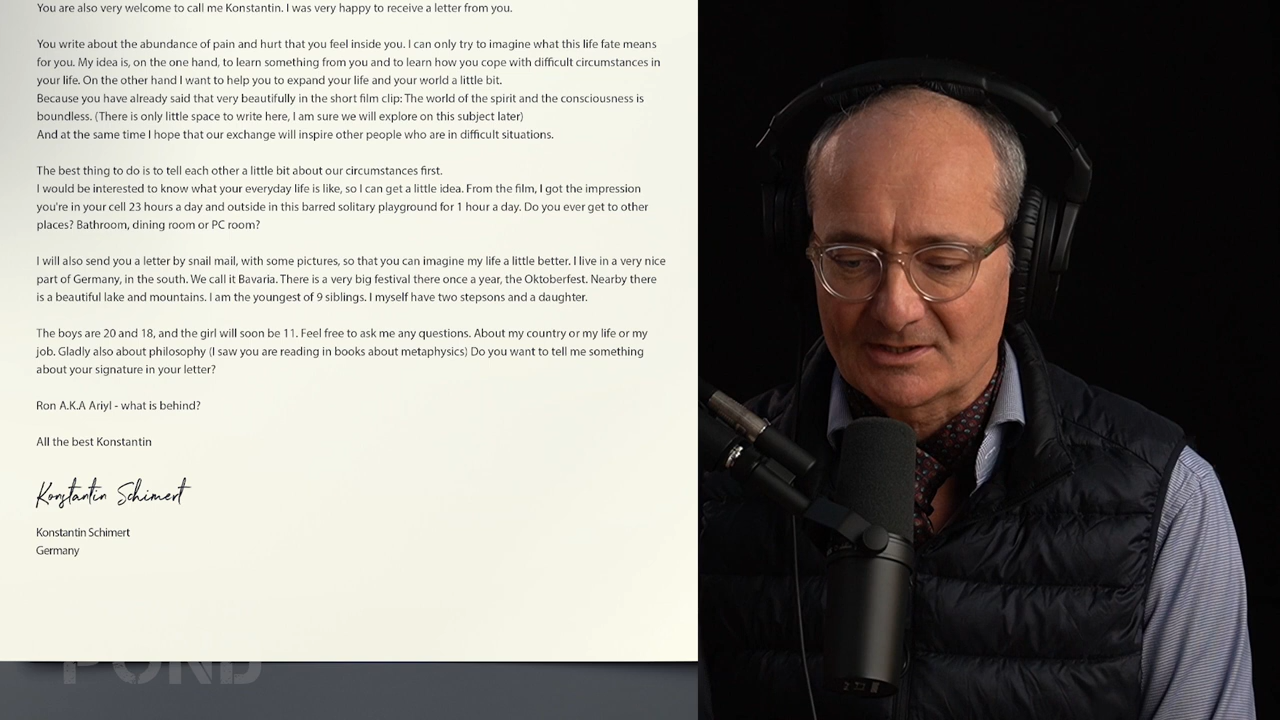 You are also very welcome to call me Konstantin. I was very happy to receive a letter from you.
You write about the abundance of pain and hurt that you feel inside you. I can only try to imagine what this life fate means
for you. My idea is, on the one hand, to learn something from you and to learn how you cope with difficult circumstances in
your life. On the other hand I want to help you to expand your life and your world a little bit.
Because you have already said that very beautifully in the short film clip: The world of the spirit and the consciousness is
boundless. (There is only little space to write here, I am sure we will explore on this subject later)
And at the same time I hope that our exchange will inspire other people who are in difficult situations.
The best thing to do is to tell each other a little bit about our circumstances first.
I would be interested to know what your everyday life is like, so I can get a little idea. From the film, I got the impression
you're in your cell 23 hours a day and outside in this barred solitary playground for 1 hour a day. Do you ever get to other
places? Bathroom, dining room or PC room?
I will also send you a letter by snail mail, with some pictures, so that you can imagine my life a little better. I live in a very nice
part of Germany, in the south. We call it Bavaria. There is a very big festival there once a year, the Oktoberfest. Nearby there
is a beautiful lake and mountains. I am the youngest of 9 siblings. I myself have two stepsons and a daughter.
The boys are 20 and 18, and the girl will soon be 11. Feel free to ask me any questions. About my country or my life or my
job. Gladly also about philosophy (I saw you are reading in books about metaphysics) Do you want to tell me something
about your signature in your letter?
Ron A.K.A Ariyl - what is behind?
All the best Konstantin
Konstantin Schimert
Konstantin Schimert
Germany